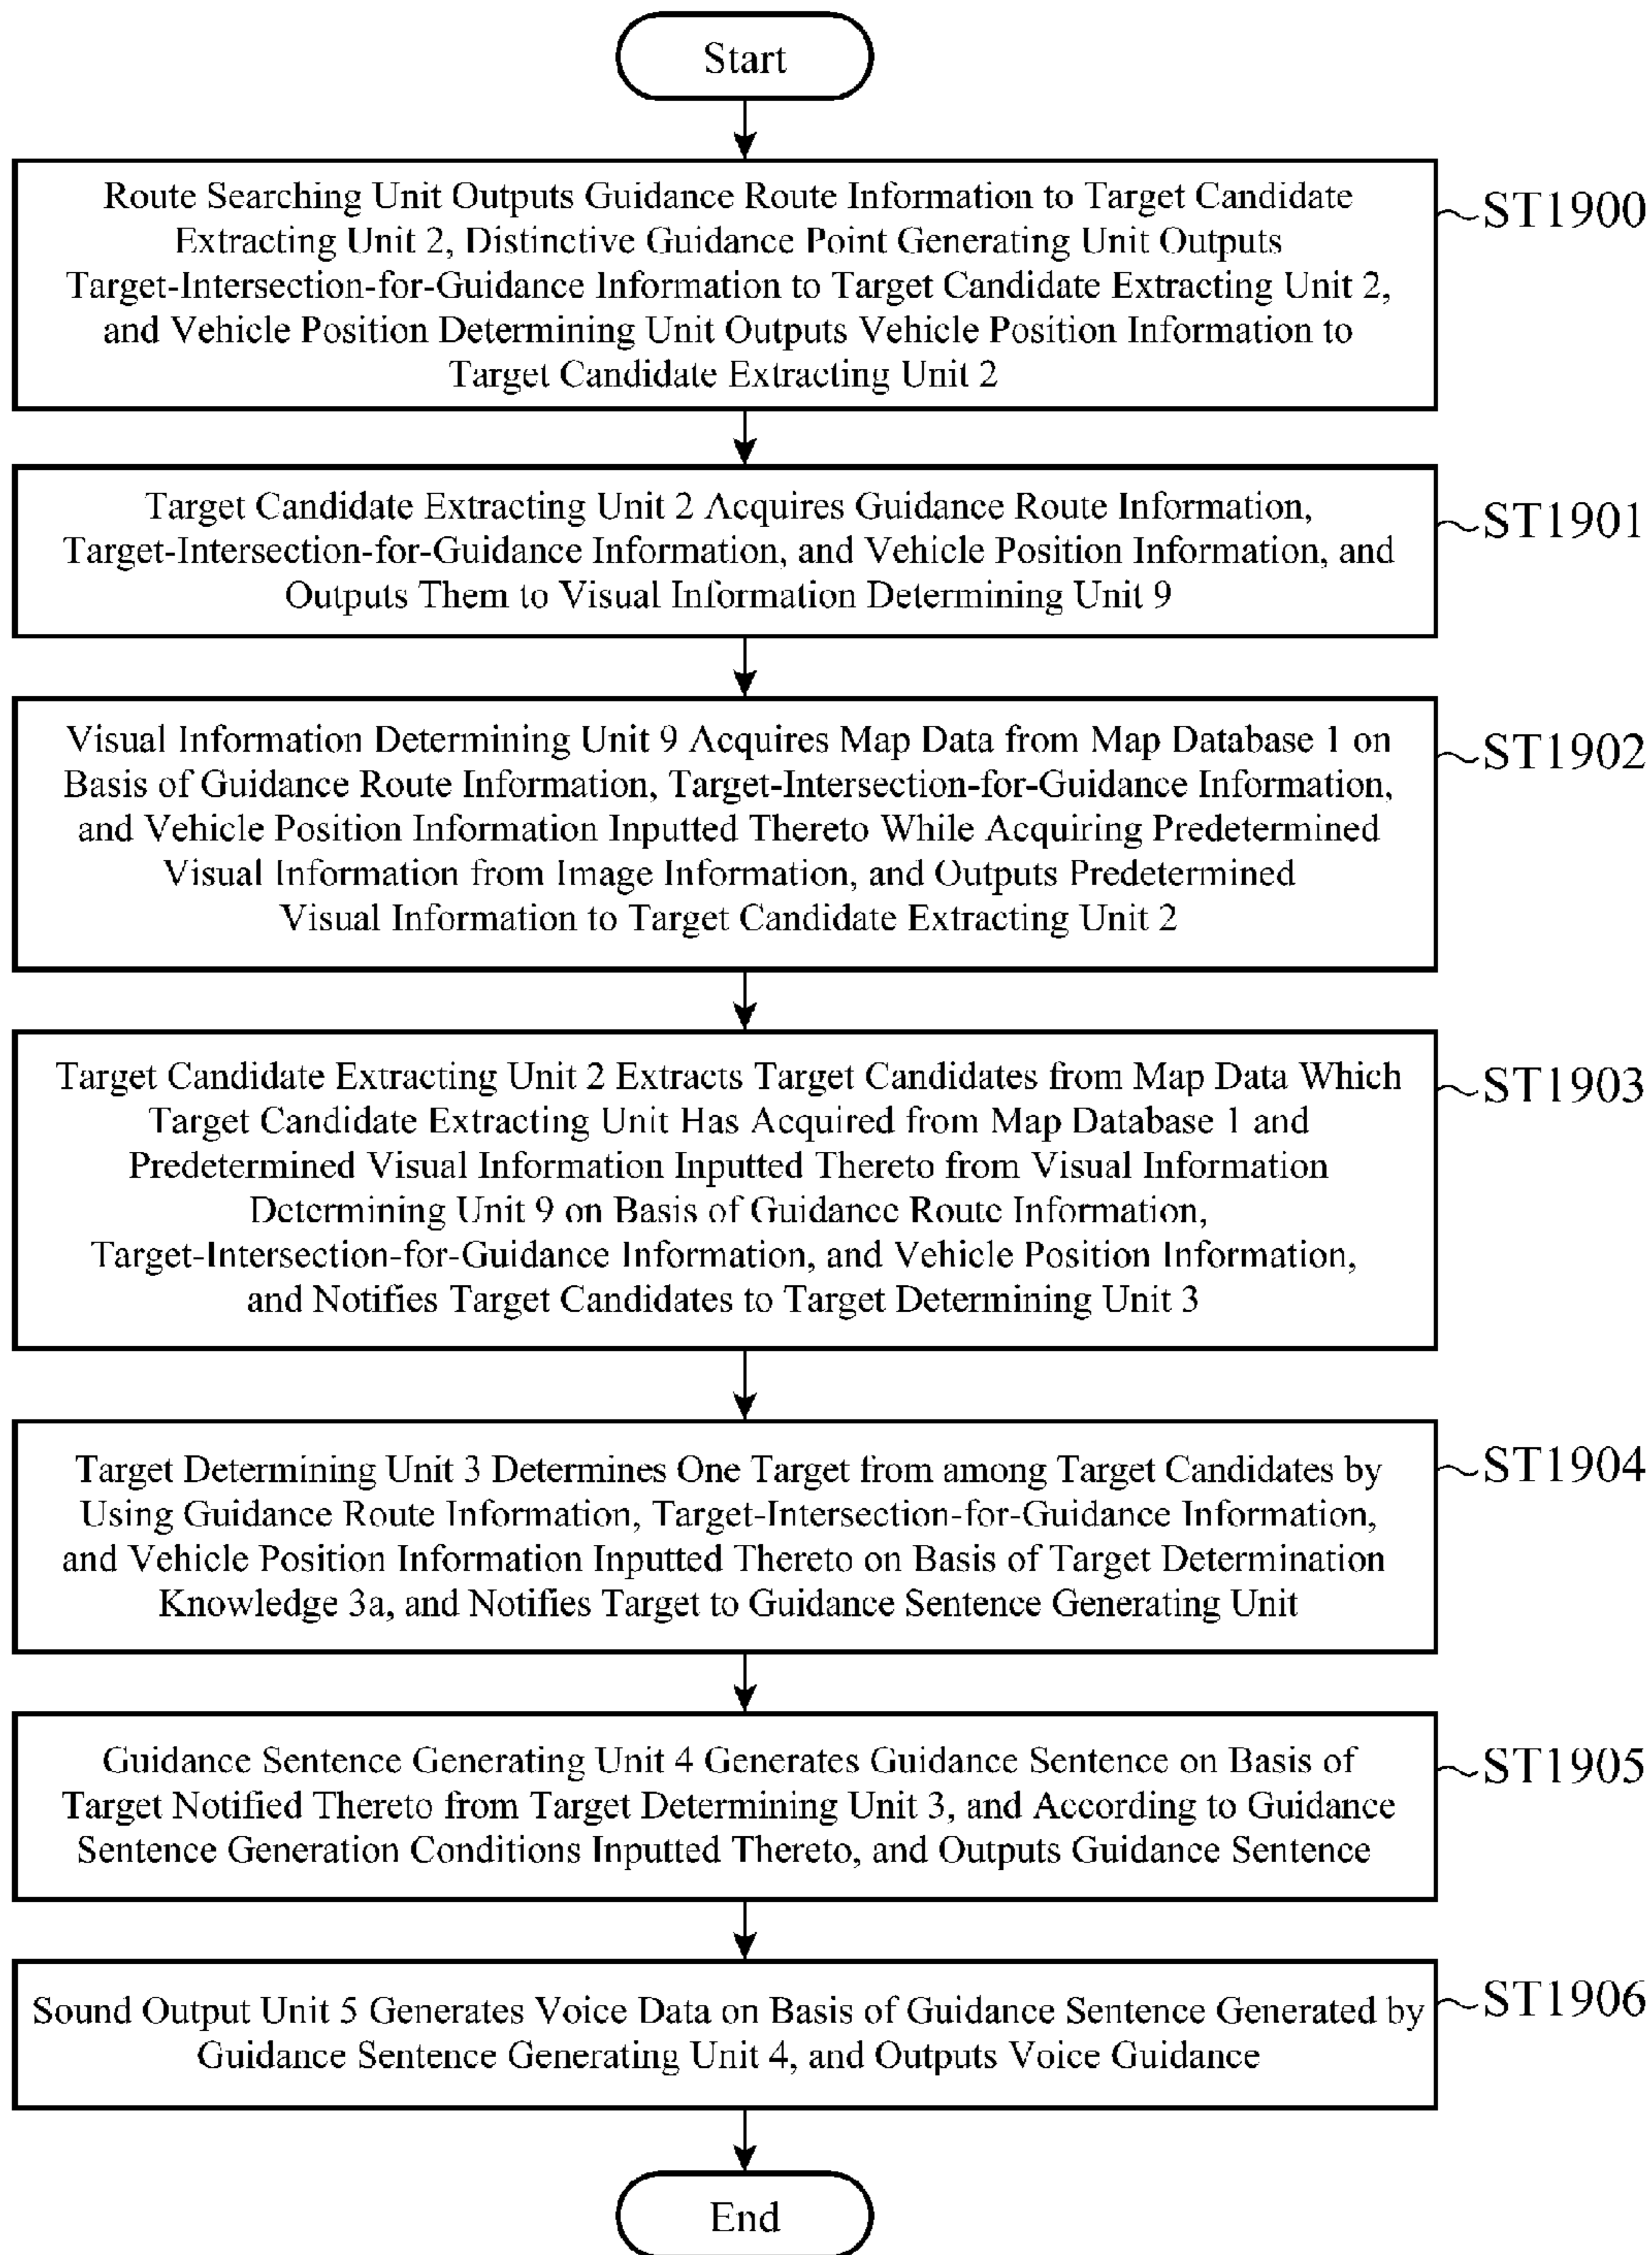 Start
Route Searching Unit Outputs Guidance Route Information to Target Candidate
Extracting Unit 2, Distinctive Guidance Point Generating Unit Outputs
Target-Intersection-for-Guidance Information to Target Candidate Extracting Unit 2,
and Vehicle Position Determining Unit Outputs Vehicle Position Information to
Target Candidate Extracting Unit 2
ST1900
Target Candidate Extracting Unit 2 Acquires Guidance Route Information,
Target-Intersection-for-Guidance Information, and Vehicle Position Information, and
Outputs Them to Visual Information Determining Unit 9
ST1901
Visual Information Determining Unit 9 Acquires Map Data from Map Database 1 on
Basis of Guidance Route Information, Target-Intersection-for-Guidance Information,
and Vehicle Position Information Inputted Thereto While Acquiring Predetermined
Visual Information from Image Information, and Outputs Predetermined
Visual Information to Target Candidate Extracting Unit 2
ST1902
Target Candidate Extracting Unit 2 Extracts Target Candidates from Map Data Which
Target Candidate Extracting Unit Has Acquired from Map Database 1 and
Predetermined Visual Information Inputted Thereto from Visual Information
Determining Unit 9 on Basis of Guidance Route Information,
Target-Intersection-for-Guidance Information, and Vehicle Position Information,
and Notifies Target Candidates to Target Determining Unit 3
ST1903
Target Determining Unit 3 Determines One Target from among Target Candidates by
Using Guidance Route Information, Target-Intersection-for-Guidance Information,
and Vehicle Position Information Inputted Thereto on Basis of Target Determination
Knowledge 3a, and Notifies Target to Guidance Sentence Generating Unit
ST1904
Guidance Sentence Generating Unit 4 Generates Guidance Sentence on Basis of
Target Notified Thereto from Target Determining Unit 3, and According to Guidance
Sentence Generation Conditions Inputted Thereto, and Outputs Guidance Sentence
ST1905
Sound Output Unit 5 Generates Voice Data on Basis of Guidance Sentence Generated by
Guidance Sentence Generating Unit 4, and Outputs Voice Guidance
ST1906
End